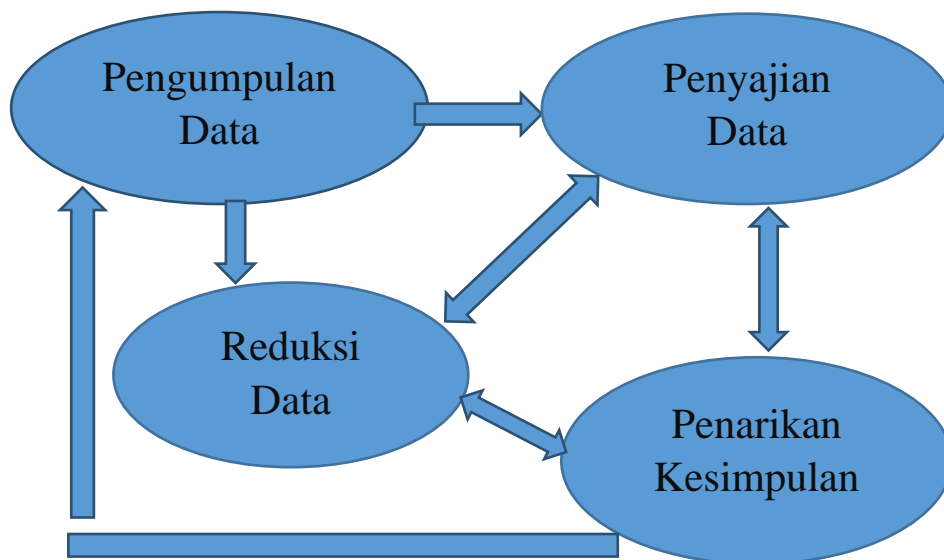 Pengumpulan
Data
Penyajian
Data
Reduksi
Data
Penarikan
Kesimpulan